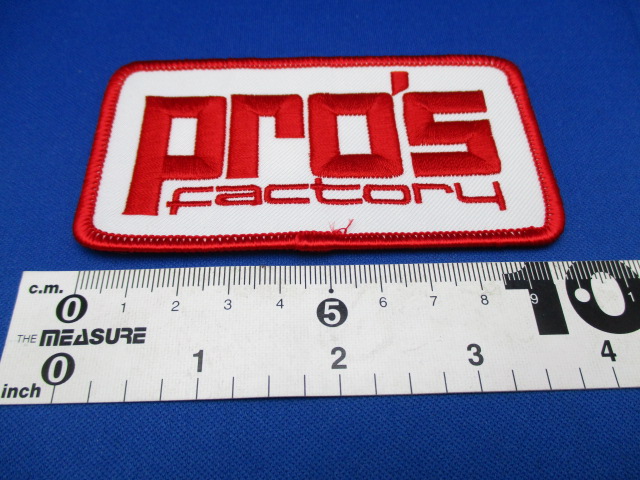 pro's
factory
c.m. 0 1 2 3 4 5 6 7 8 9 10 1
THE MEASURE
inch 0 1 2 3 4